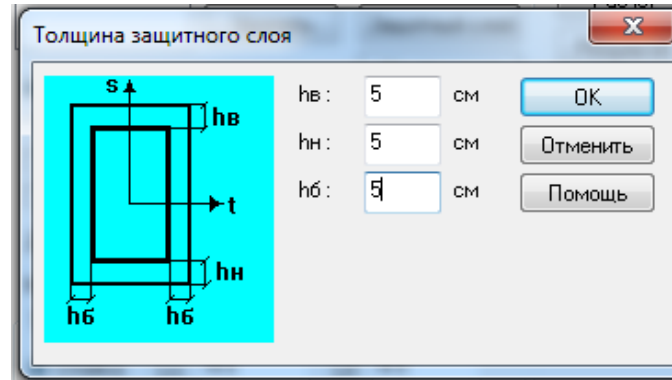 Толщина защитного слоя
s
hв
t
hн
hб hб
hв : 5 см
hн : 5 см
hб : 5 см
OK
Отменить
Помощь